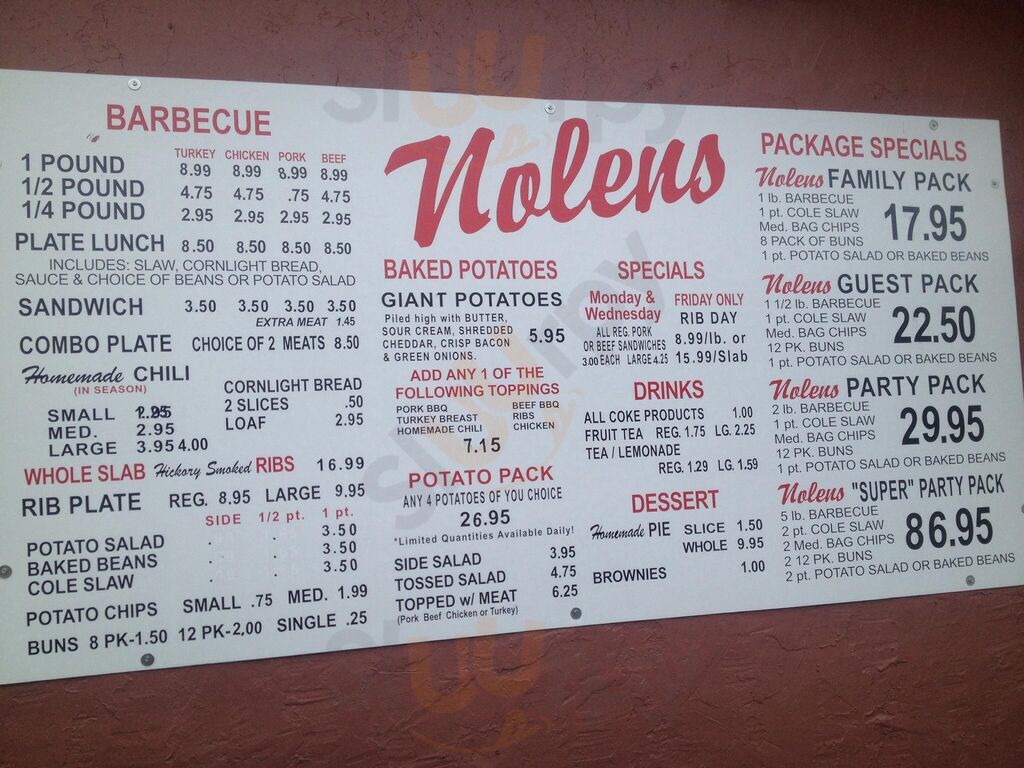 BARBECUE
TURKEY CHICKEN PORK BEEF
1 POUND 8.99 8.99 8.99 8.99
1/2 POUND 4.75 4.75 .75 4.75
1/4 POUND 2.95 2.95 2.95 2.95
PLATE LUNCH 8.50 8.50 8.50 8.50
INCLUDES: SLAW, CORNLIGHT BREAD,
SAUCE & CHOICE OF BEANS OR POTATO SALAD
SANDWICH 3.50 3.50 3.50 3.50
EXTRA MEAT 1.45
COMBO PLATE CHOICE OF 2 MEATS 8.50
Homemade CHILI
(IN SEASON)
SMALL
MED. 2.95
LARGE 3.95 4.00
CORNLIGHT BREAD
2 SLICES .50
LOAF 2.95
WHOLE SLAB Hickory Smoked RIBS 16.99
RIB PLATE REG. 8.95 LARGE 9.95
SIDE 1/2 pt. 1 pt.
POTATO SALAD . . 3.50
BAKED BEANS . . 3.50
COLE SLAW . . 3.50
POTATO CHIPS SMALL .75 MED. 1.99
BUNS 8 PK-1.50 12 PK-2,00 SINGLE .25
Nolens
BAKED POTATOES
GIANT POTATOES
Piled high with BUTTER,
SOUR CREAM, SHREDDED 5.95
CHEDDAR, CRISP BACON
& GREEN ONIONS.
ADD ANY 1 OF THE
FOLLOWING TOPPINGS
PORK BBQ BEEF BBQ
TURKEY BREAST RIBS
HOMEMADE CHILI CHICKEN
7.15
POTATO PACK
ANY 4 POTATOES OF YOU CHOICE
26.95
*Limited Quantities Available Daily!
SIDE SALAD 3.95
TOSSED SALAD 4.75
TOPPED w/ MEAT 6.25
(Pork Beef Chicken or Turkey)
SPECIALS
Monday &
Wednesday
ALL REG. PORK
OR BEEF SANDWICHES
3.00 EACH LARGE 4.25
FRIDAY ONLY
RIB DAY
8.99/lb. or
15.99/Slab
DRINKS
ALL COKE PRODUCTS 1.00
FRUIT TEA REG. 1.75 LG. 2.25
TEA / LEMONADE
REG. 1.29 LG. 1.59
DESSERT
Homemade PIE SLICE 1.50
WHOLE 9.95
BROWNIES 1.00
PACKAGE SPECIALS
Nolens FAMILY PACK
1 lb. BARBECUE
1 pt. COLE SLAW
Med. BAG CHIPS
8 PACK OF BUNS
1 pt. POTATO SALAD OR BAKED BEANS
17.95
Nolens GUEST PACK
1 1/2 lb. BARBECUE
1 pt. COLE SLAW
Med. BAG CHIPS
12 PK. BUNS
1 pt. POTATO SALAD OR BAKED BEANS
22.50
Nolens PARTY PACK
2 lb. BARBECUE
1 pt. COLE SLAW
Med. BAG CHIPS
12 PK. BUNS
1 pt. POTATO SALAD OR BAKED BEANS
29.95
Nolens "SUPER" PARTY PACK
5 lb. BARBECUE
2 pt. COLE SLAW
2 Med. BAG CHIPS
2 12 PK. BUNS
2 pt. POTATO SALAD OR BAKED BEANS
86.95